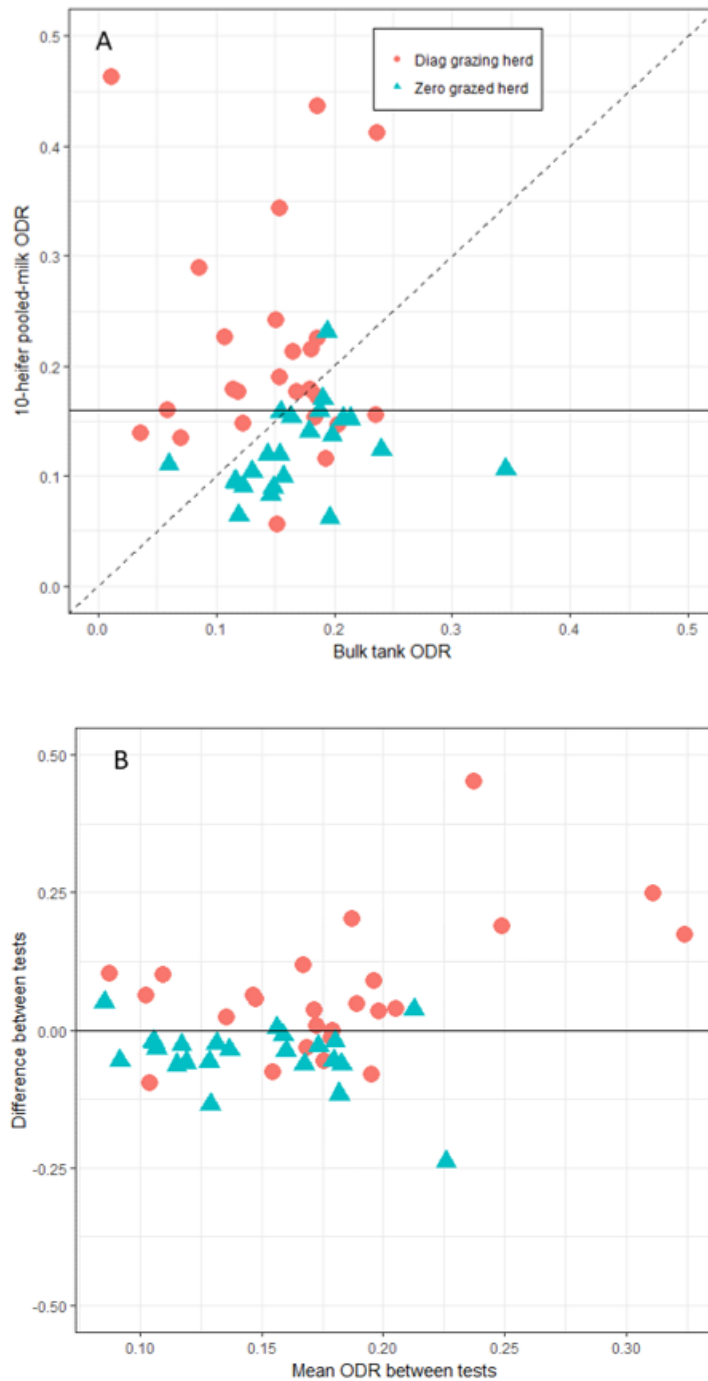 A
Diag grazing herd
Zero grazed herd
0.5
0.4
0.3
0.2
0.1
0.0
10-heifer pooled-milk ODR
0.0 0.1 0.2 0.3 0.4 0.5
Bulk tank ODR
B
0.50
0.25
0.00
-0.25
-0.50
Difference between tests
0.10 0.15 0.20 0.25 0.30
Mean ODR between tests